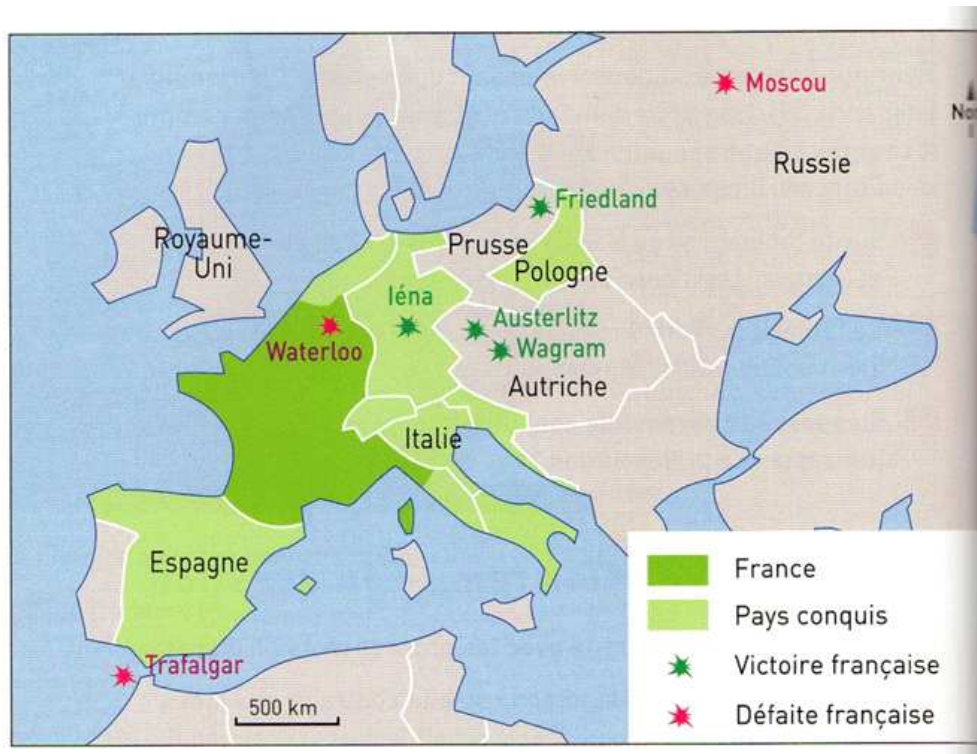 Moscou
Russie
Friedland
Royaume-
Uni
Prusse
Pologne
Iéna
Austerlitz
Waterloo
Wagram
Autriche
Italie
Espagne
Trafalgar
500 km
France
Pays conquis
Victoire française
Défaite française